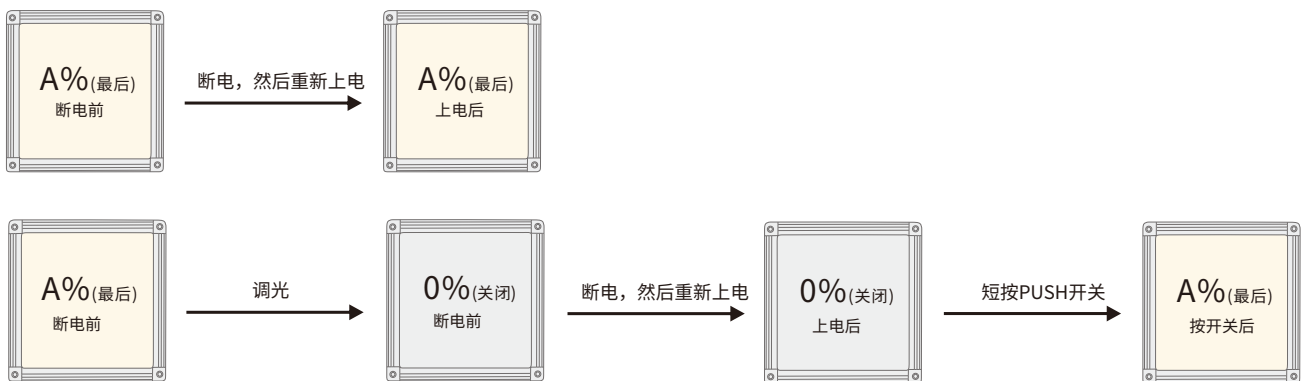 A%(最后)
断电前
断电，然后重新上电
A%(最后)
上电后
A%(最后)
断电前
调光
0%(关闭)
断电前
断电，然后重新上电
0%(关闭)
上电后
短按PUSH开关
A%(最后)
按开关后